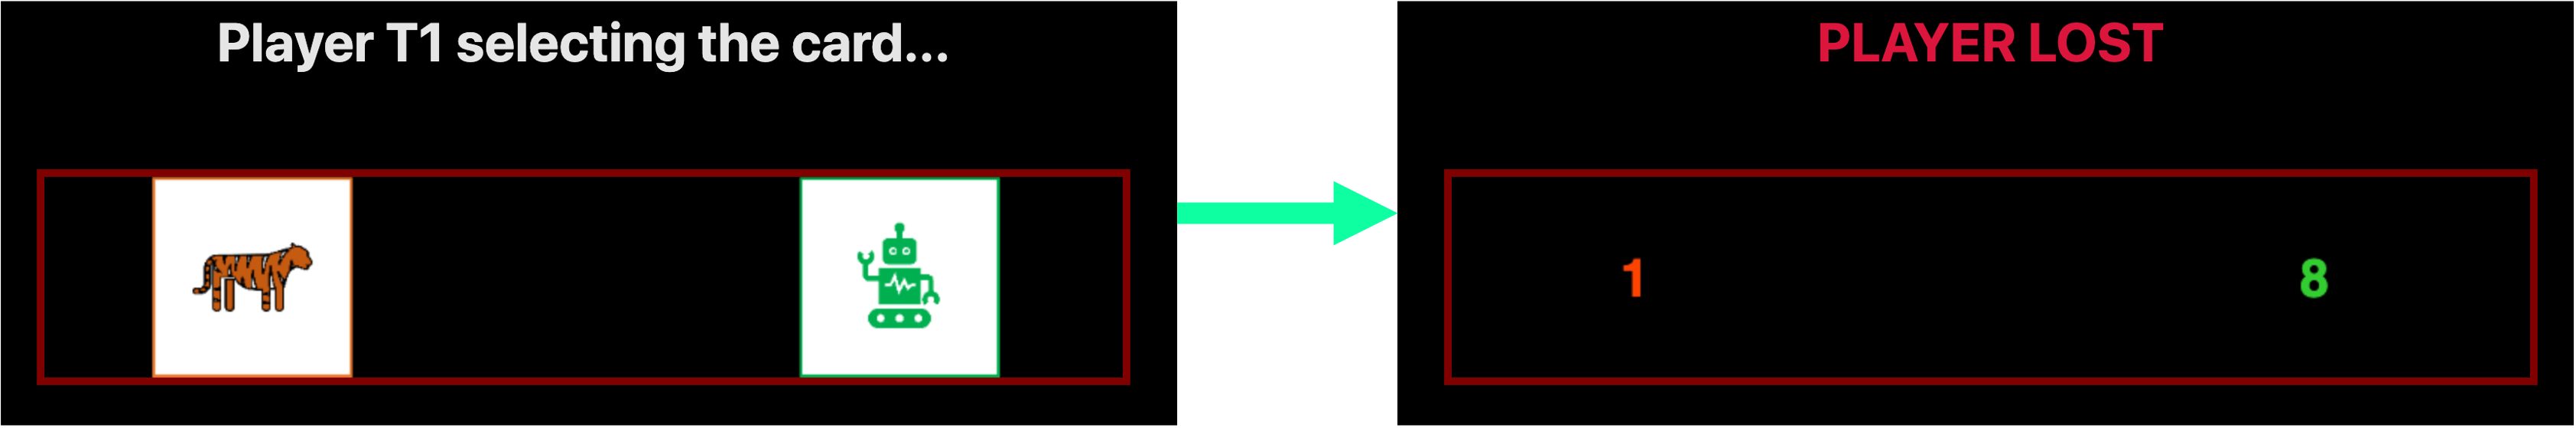 Player T1 selecting the card...
PLAYER LOST
1
8